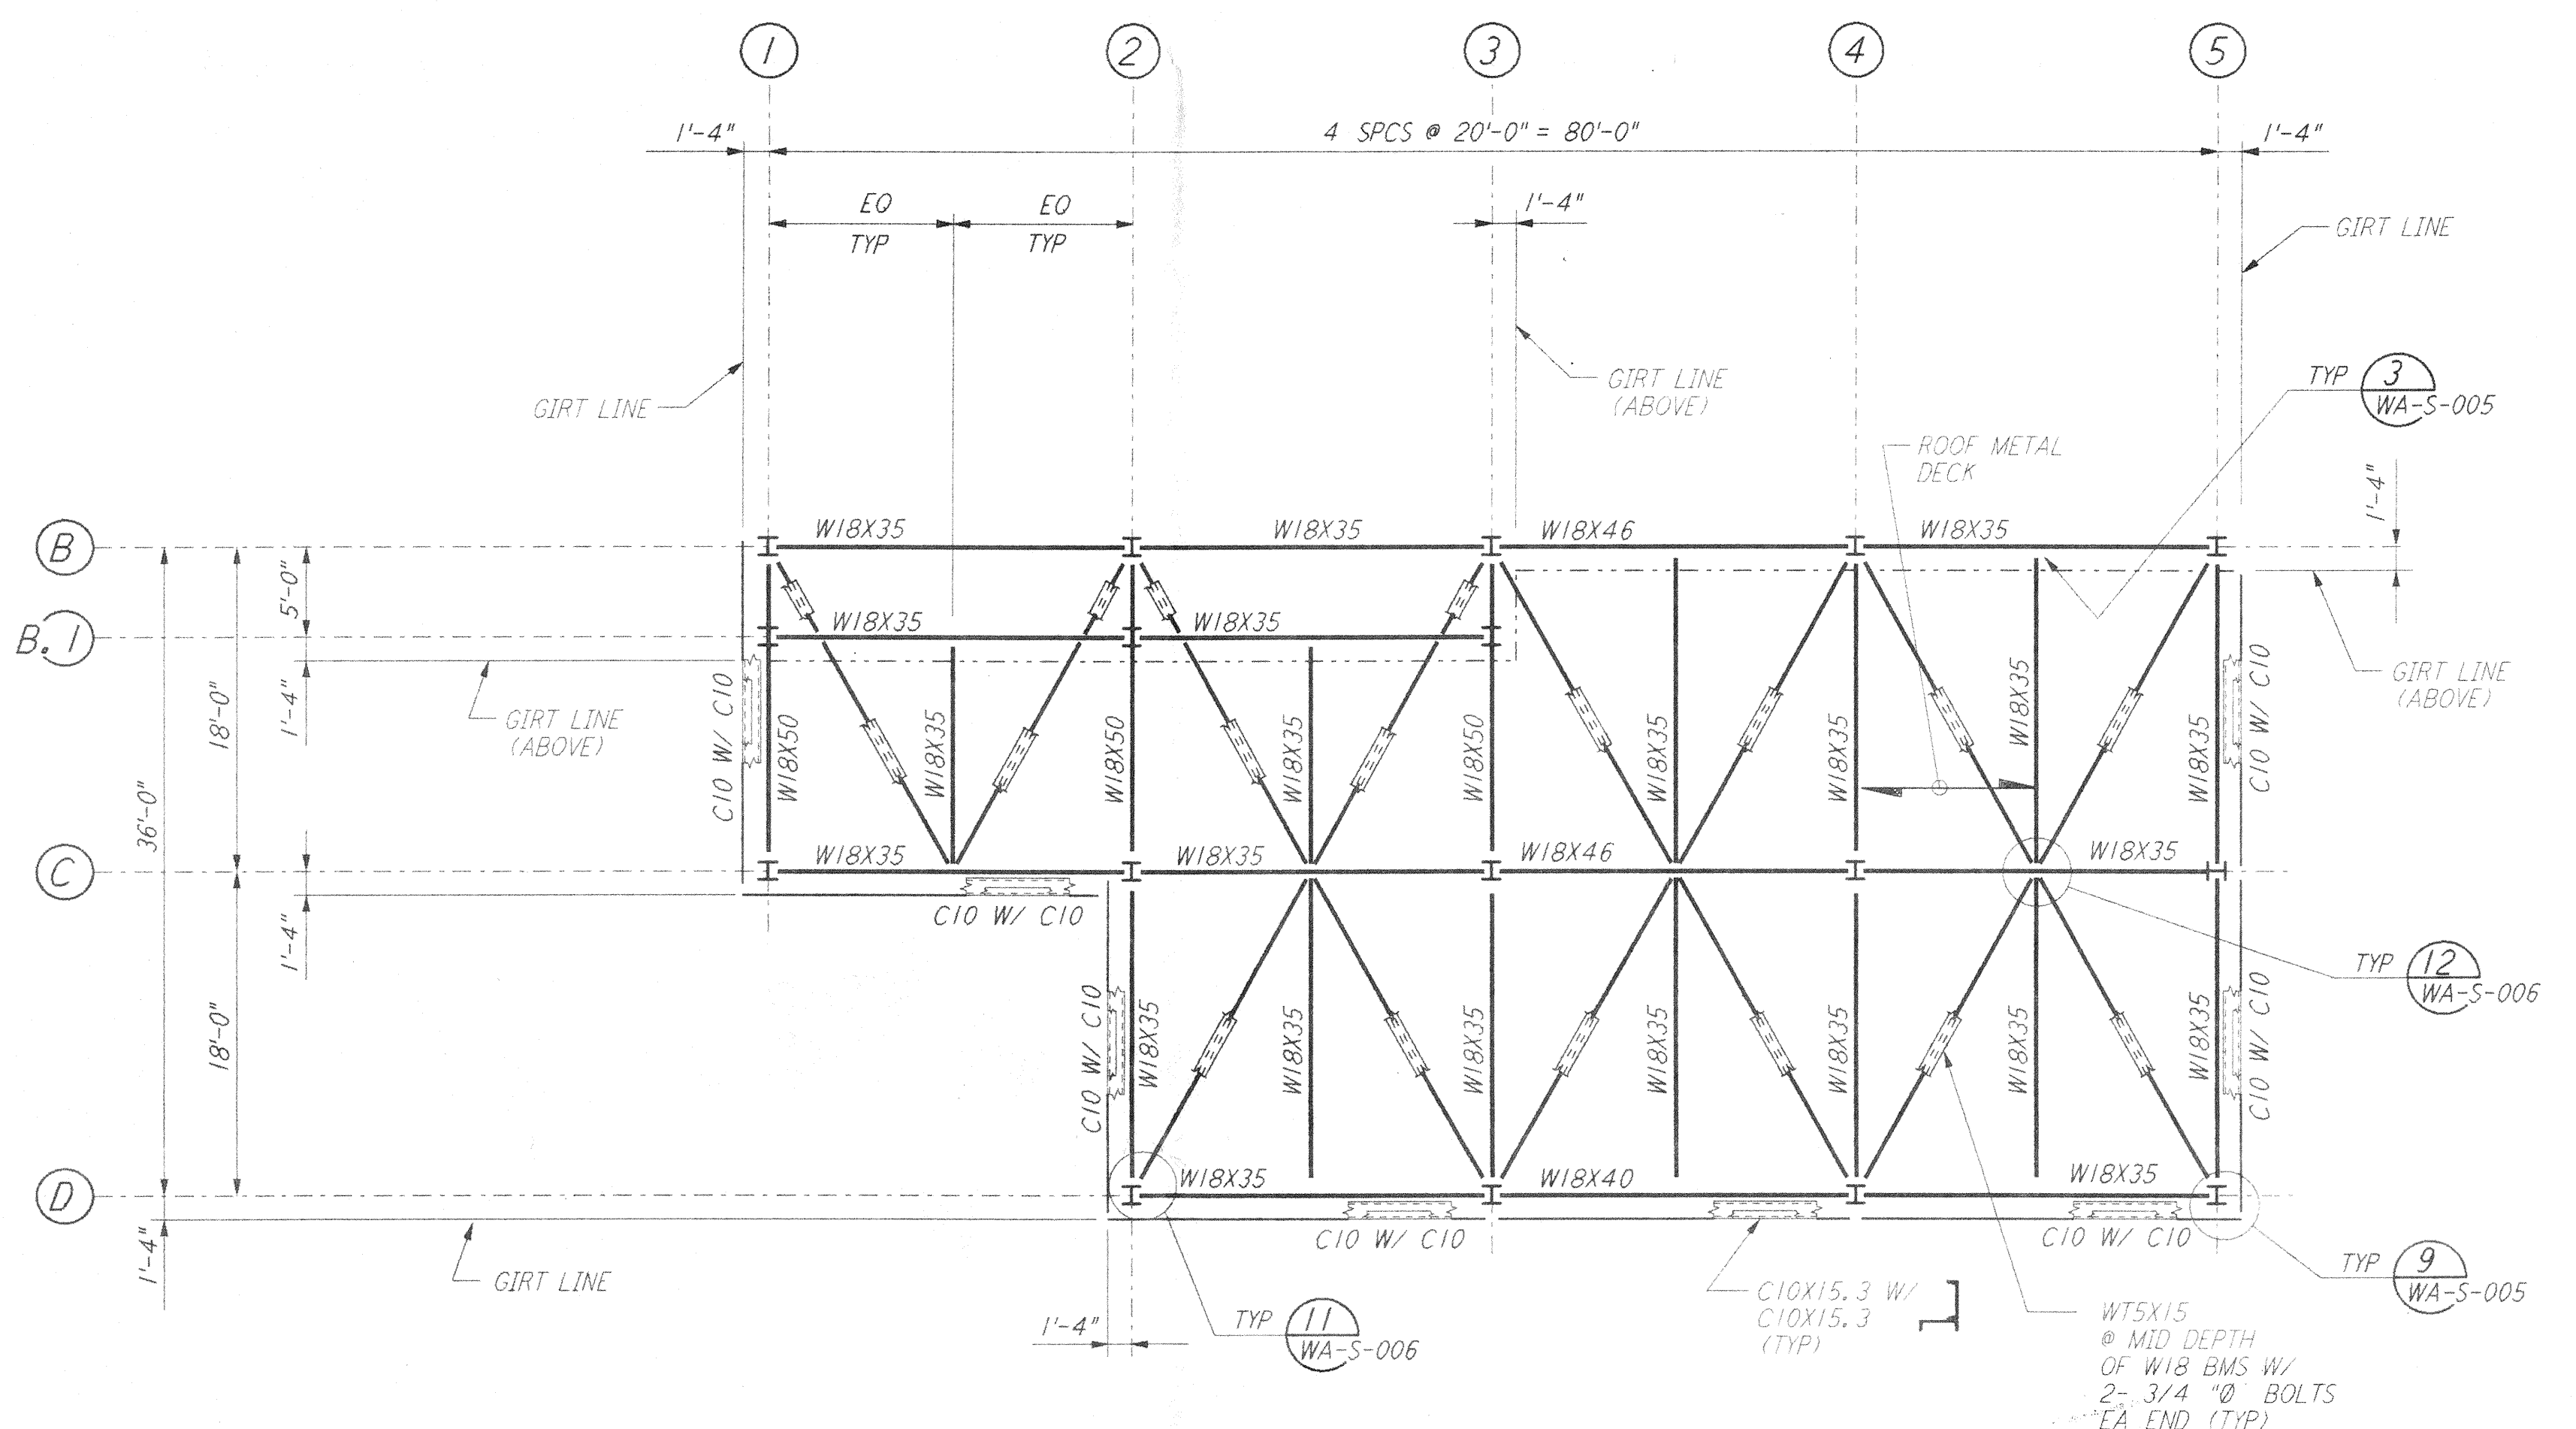 1
2
3
4
5
1'-4"
4 SPCS @ 20'-0" = 80'-0"
1'-4"
EQ
TYP
EQ
TYP
1'-4"
GIRT LINE
GIRT LINE
(ABOVE)
GIRT LINE
TYP
3
WA-S-005
ROOF METAL
DECK
1'-4"
B
W18X35
W18X35
W18X46
W18X35
5'-0"
B.1
W18X35
W18X35
GIRT LINE
(ABOVE)
1'-4"
18'-0"
36'-0"
GIRT LINE
(ABOVE)
C10 W/ C10
W18X50
W18X35
W18X50
W18X35
W18X50
W18X35
W18X35
W18X35
W18X35
C10 W/ C10
C
W18X35
W18X35
W18X46
W18X35
C10 W/ C10
1'-4"
TYP
12
WA-S-006
18'-0"
C10 W/ C10
W18X35
W18X35
W18X35
W18X35
W18X35
W18X35
W18X35
C10 W/ C10
D
W18X35
W18X40
W18X35
1'-4"
GIRT LINE
C10 W/ C10
C10 W/ C10
TYP
9
WA-S-005
1'-4"
TYP
11
WA-S-006
C10X15.3 W/
C10X15.3
(TYP)
WT5X15
@ MID DEPTH
OF W18 BMS W/
2- 3/4 "Ø BOLTS
EA END (TYP)